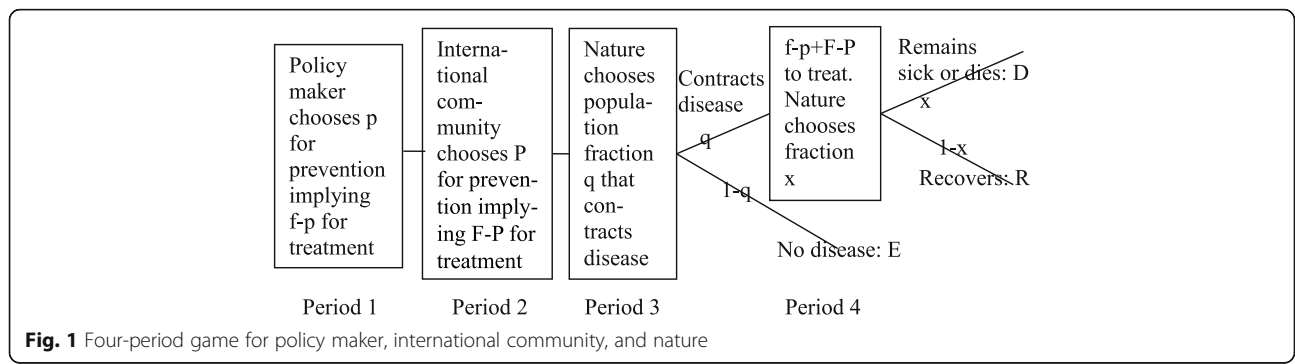 Policy
maker
chooses p
for
prevention
implying
f-p for
treatment
Interna-
tional
com-
munity
chooses P
for preven-
tion imply-
ing F-P for
treatment
Nature
chooses
popula-
tion
fraction
q that
con-
tracts
disease
Contracts
disease
q
1-q
No disease: E
f-p+F-P
to treat.
Nature
chooses
fraction
x
Remains
sick or dies: D
x
1-x
Recovers: R
Period 1
Period 2
Period 3
Period 4
Fig. 1 Four-period game for policy maker, international community, and nature